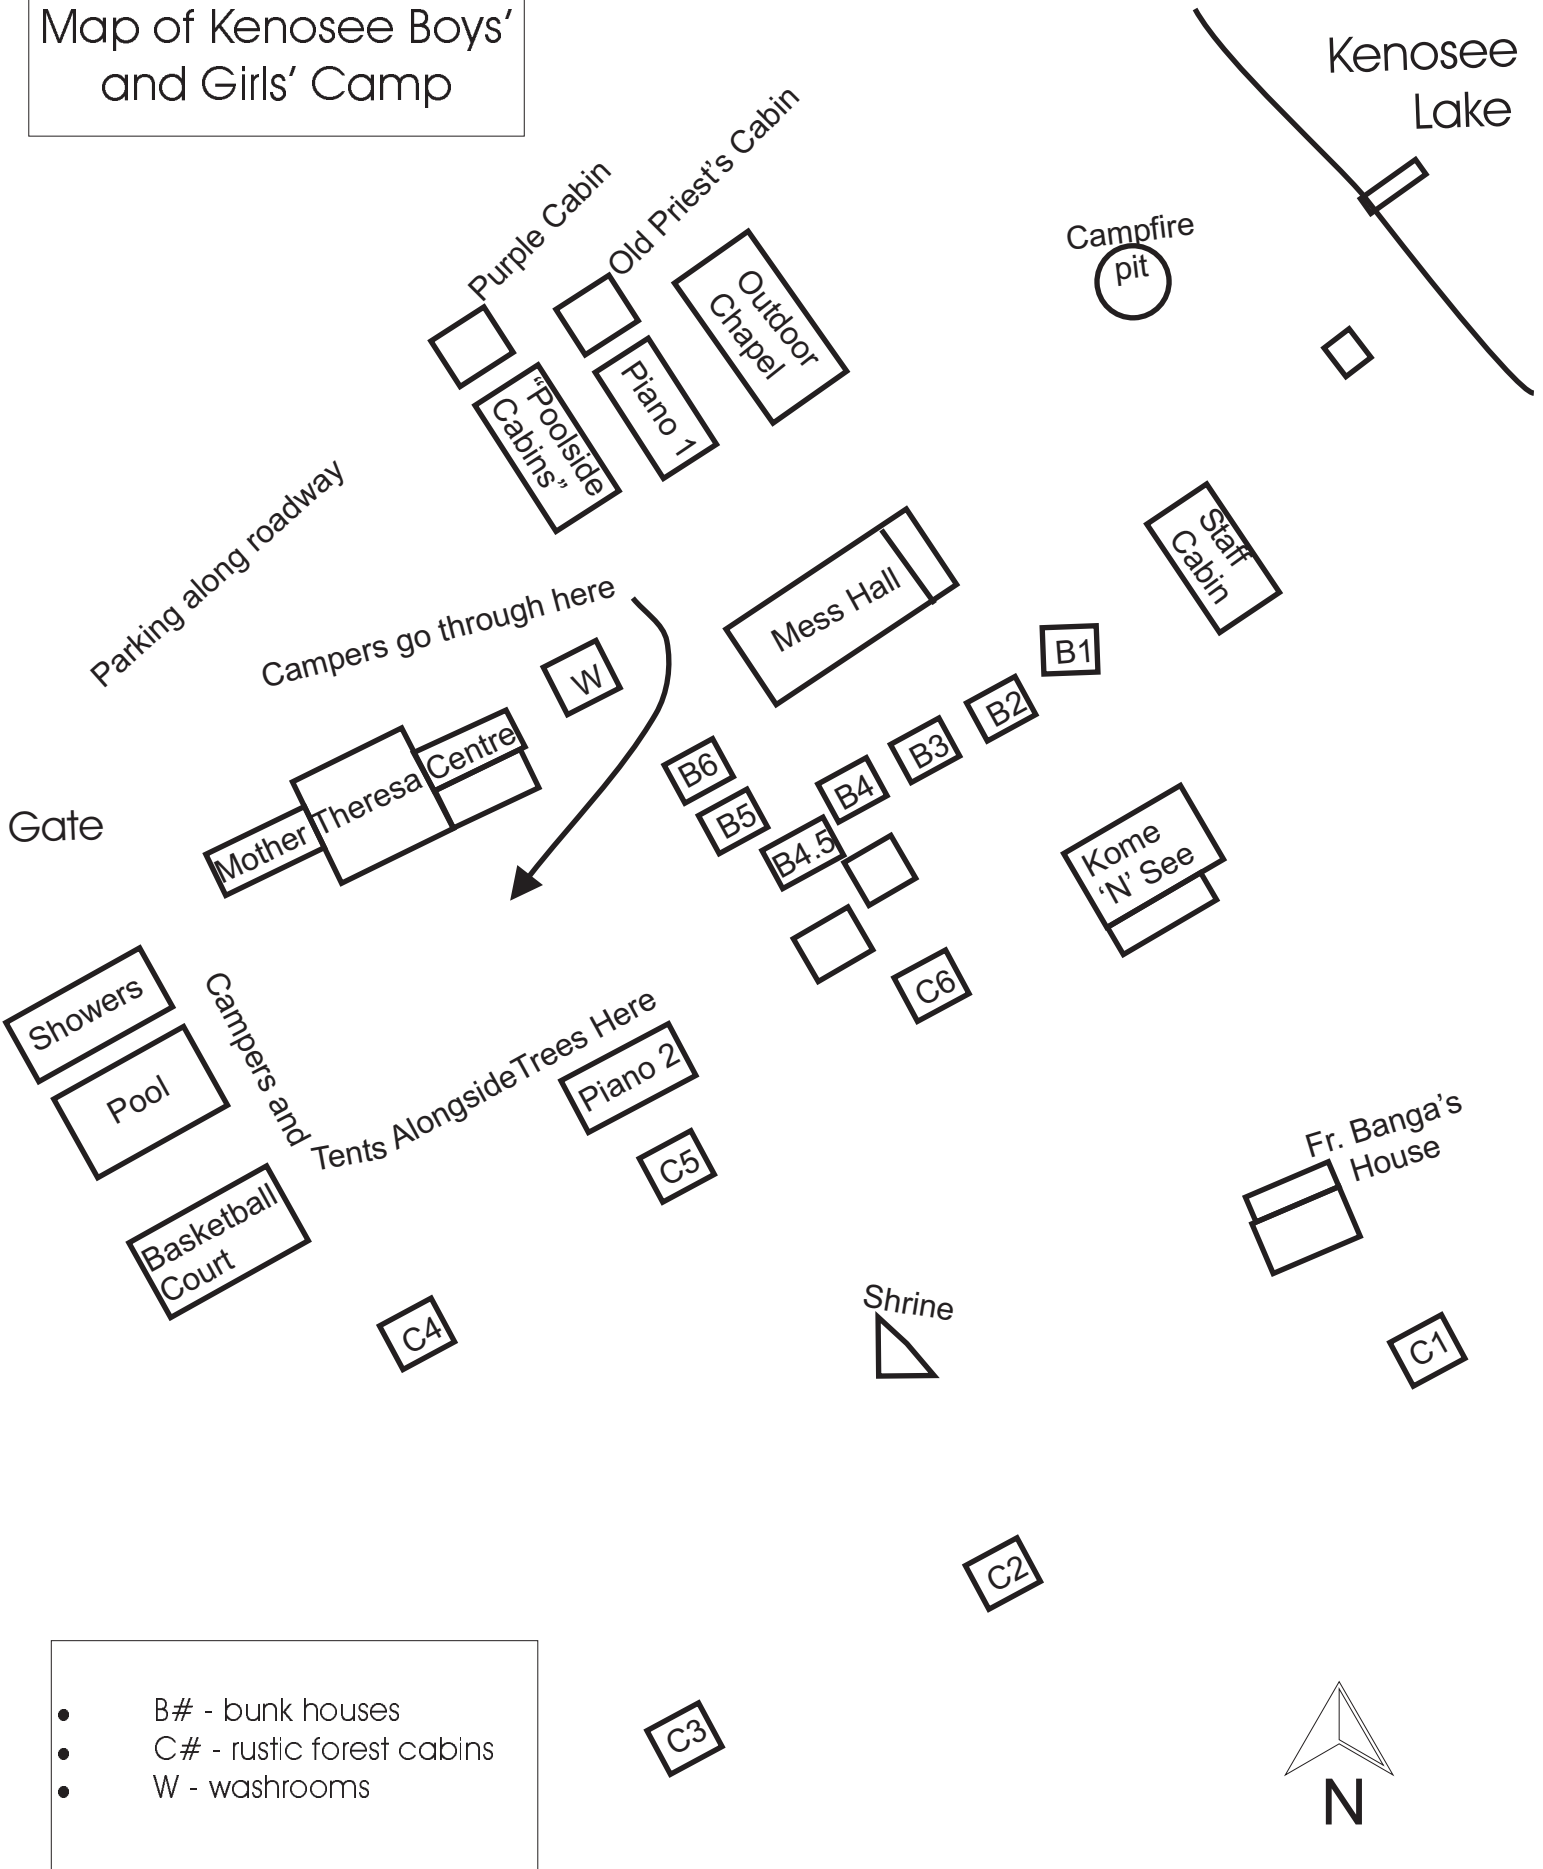 Map of Kenosee Boys'
and Girls' Camp
Kenosee
Lake
Purple Cabin
Old Priest's Cabin
Outdoor
Chapel
Campfire
pit
"Poolside
Cabins"
Piano 1
Parking along roadway
Staff
Cabin
Mess Hall
Campers go through here
W
B1
B2
B3
B4
B4.5
B5
B6
Mother Theresa Centre
Gate
Kome
'N' See
C6
Showers
Pool
Campers and
Tents Alongside Trees Here
Piano 2
C5
Basketball
Court
C4
Fr. Banga's
House
Shrine
C1
C2
C3
B# - bunk houses
C# - rustic forest cabins
W - washrooms
N